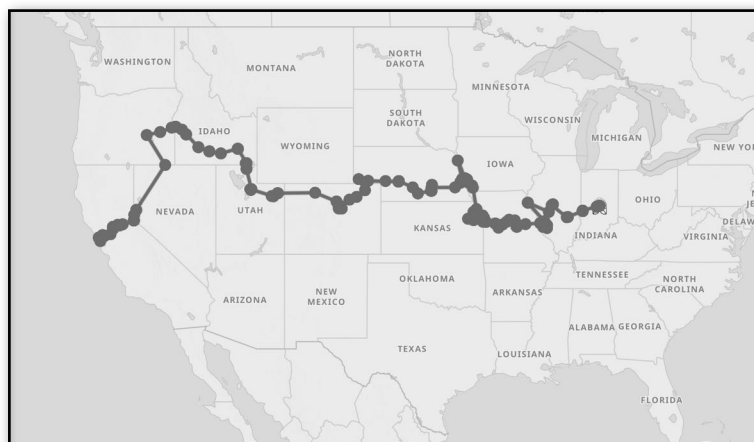 WASHINGTON
NORTH
DAKOTA
MONTANA
MINNESOTA
SOUTH
DAKOTA
WISCONSIN
IDAHO
MICHIGAN
WYOMING
NEW YOR
IOWA
OHIO
NEVADA
UTAH
DELAW
KANSAS
INDIANA
VIRGINIA
TENNESSEE
OKLAHOMA
NORTH
CAROLINA
NEW
MEXICO
ARIZONA
ARKANSAS
ALABAMA
GEORGIA
TEXAS
LOUISIANA
FLORIDA